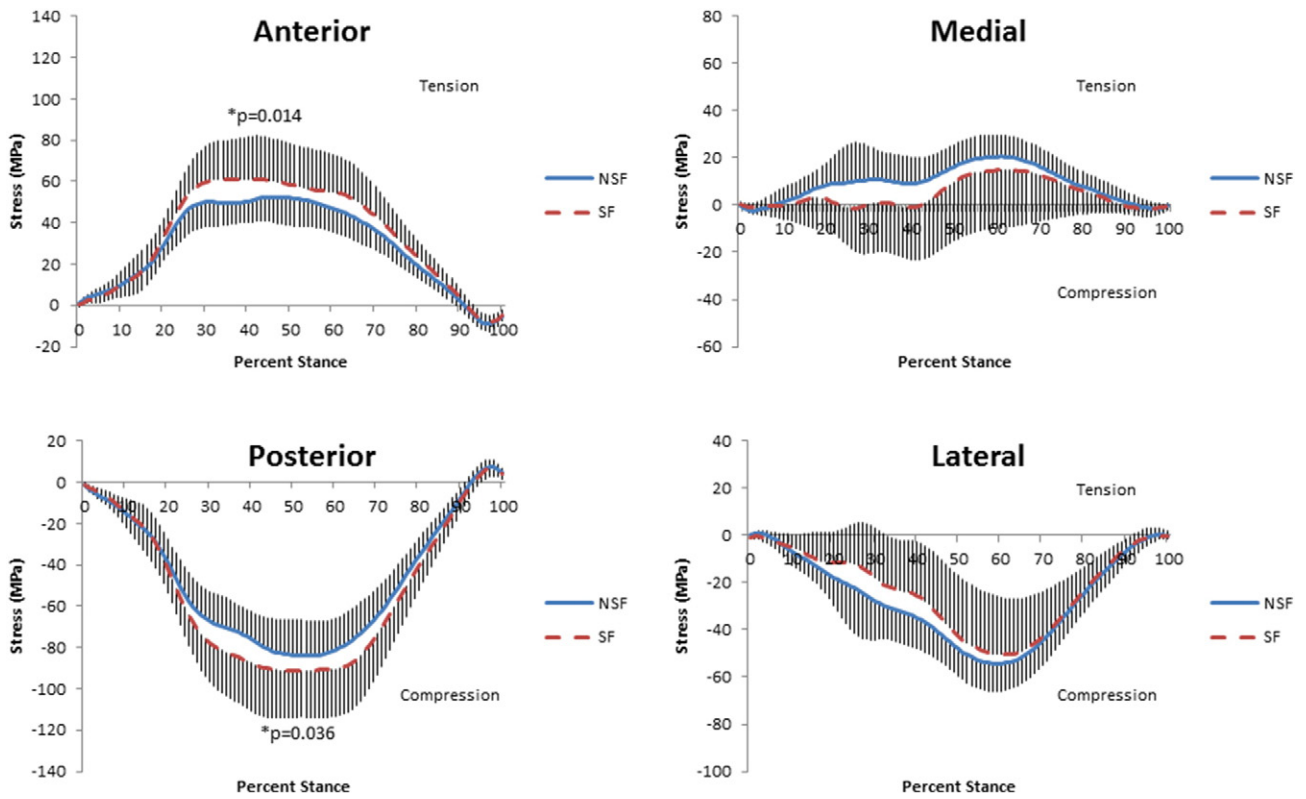 Anterior
140
120
100
80
60
40
20
0
-20
Stress (MPa)
Tension
*p=0.014
NSF
SF
0 10 20 30 40 50 60 70 80 90 100
Percent Stance
Medial
80
60
40
20
0
-20
-40
-60
Stress (MPa)
Tension
NSF
SF
0 10 20 30 40 50 60 70 80 90 100
Compression
Percent Stance
Posterior
20
0
-20
-40
-60
-80
-100
-120
-140
Stress (MPa)
0 10 20 30 40 50 60 70 80 90 100
NSF
SF
Compression
*p=0.036
Percent Stance
Lateral
40
20
0
-20
-40
-60
-80
-100
Stress (MPa)
Tension
0 10 20 30 40 50 60 70 80 90 100
NSF
SF
Compression
Percent Stance